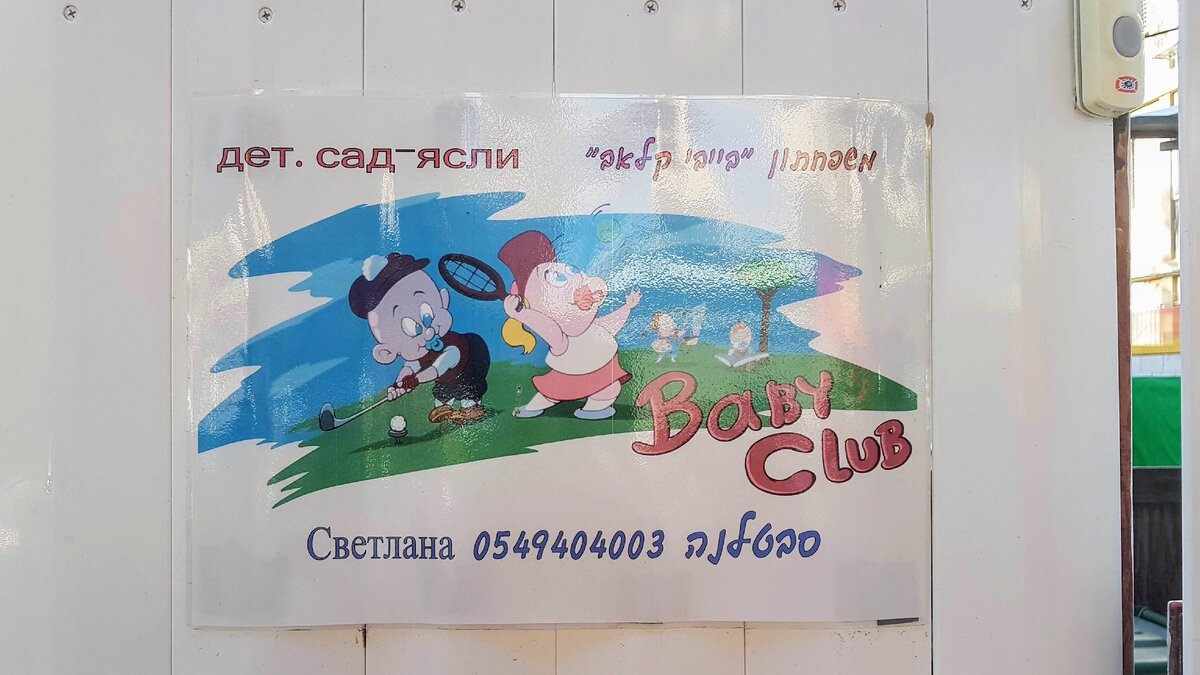 дет. сад-ясли משפחתון "בייבי קלאב"
BaBY
CLUB
Светлана 0549404003 סבטלנה